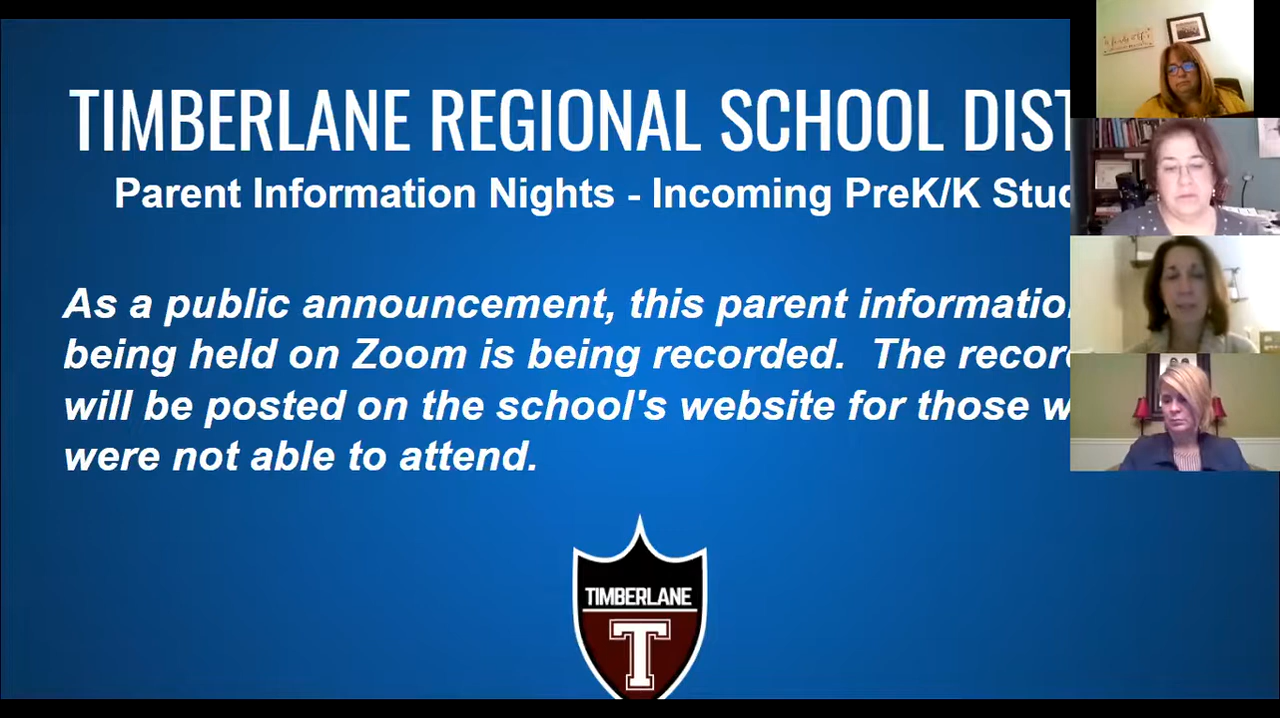 TIMBERLANE REGIONAL SCHOOL DIST
Parent Information Nights - Incoming PreK/K Stud
As a public announcement, this parent informatio
being held on Zoom is being recorded. The recor
will be posted on the school's website for those w
were not able to attend.
TIMBERLANE
T